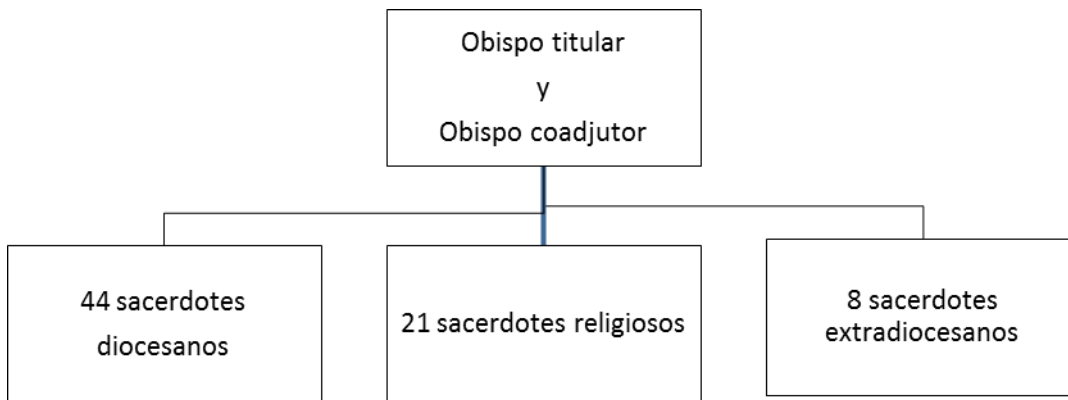 Obispo titular
y
Obispo coadjutor
44 sacerdotes
diocesanos
21 sacerdotes religiosos
8 sacerdotes
extradiocesanos